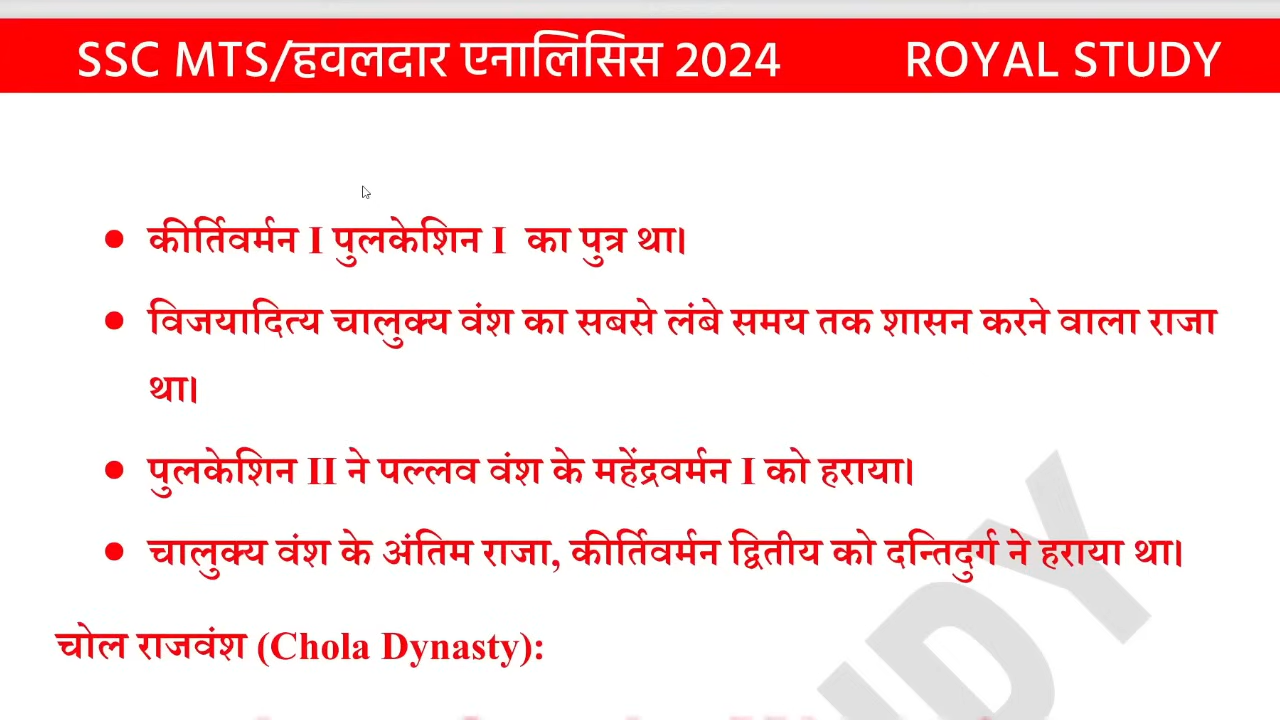 SSC MTS/हवलदार एनालिसिस 2024 ROYAL STUDY
● कीर्तिवर्मन I पुलकेशिन I का पुत्र था।
● विजयादित्य चालुक्य वंश का सबसे लंबे समय तक शासन करने वाला राजा
था।
● पुलकेशिन II ने पल्लव वंश के महेंद्रवर्मन I को हराया।
● चालुक्य वंश के अंतिम राजा, कीर्तिवर्मन द्वितीय को दन्तिदुर्ग ने हराया था।
चोल राजवंश (Chola Dynasty):